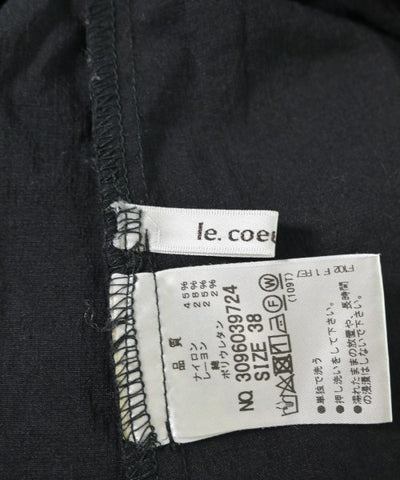 le. coeu
品 質
ナイロン 45%
レーヨン 28%
綿 25%
ポリウレタン 2%
NO. 3096039724
SIZE 38
(109T)
●単独で洗う
●押し洗いをして下さい。
●濡れたままの放置や、長時間
の浸漬はしないで下さい。